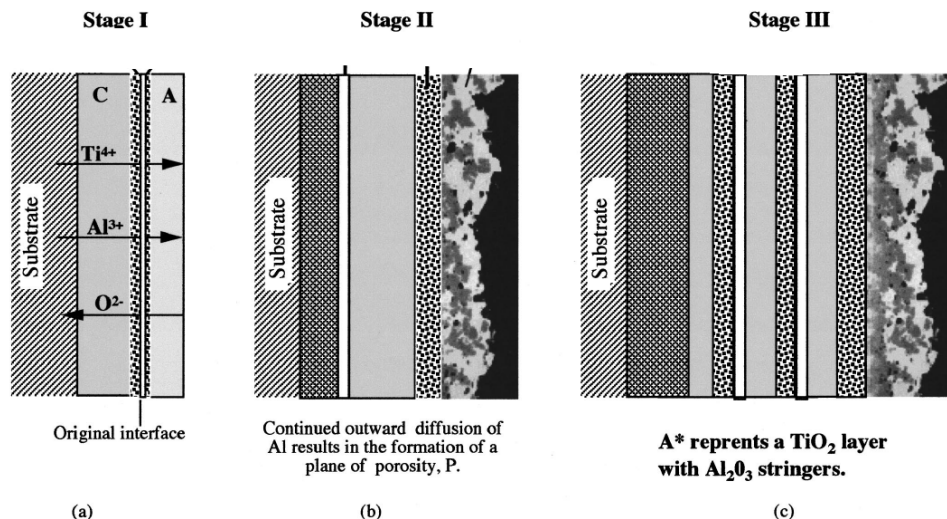 Stage I
Stage II
Stage III
C
A
Ti4+
Al3+
O2-
Substrate
Substrate
Substrate
Original interface
Continued outward diffusion of
Al results in the formation of a
plane of porosity, P.
A* reprents a TiO2 layer
with Al203 stringers.
(a)
(b)
(c)